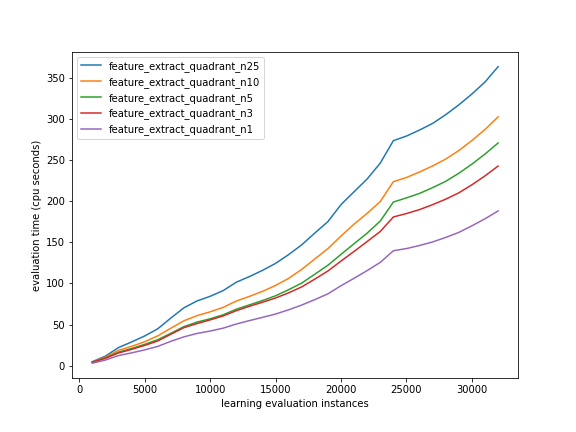 feature_extract_quadrant_n25
feature_extract_quadrant_n10
feature_extract_quadrant_n5
feature_extract_quadrant_n3
feature_extract_quadrant_n1
evaluation time (cpu seconds)
350
300
250
200
150
100
50
0
0 5000 10000 15000 20000 25000 30000
learning evaluation instances